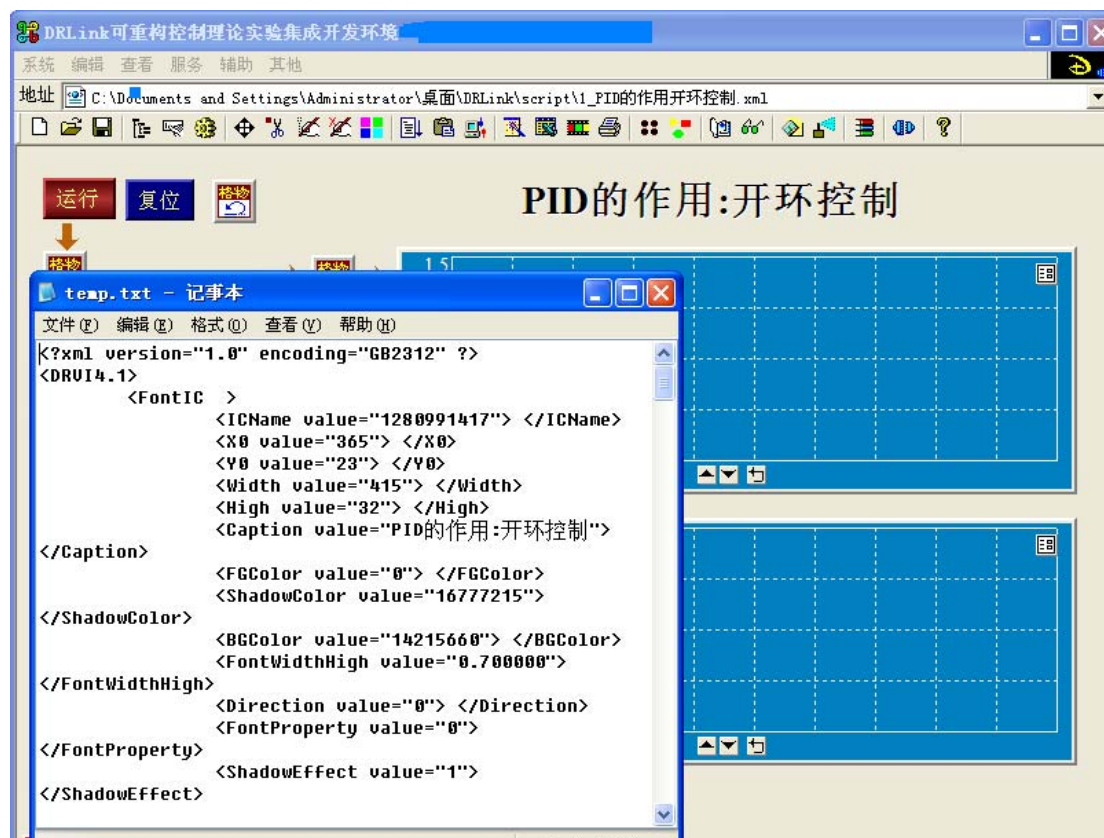 DRLink可重构控制理论实验集成开发环境
系统 编辑 查看 服务 辅助 其他
地址 C:\Documents and Settings\Administrator\桌面\DRLink\script\1_PID的作用开环控制.xml
运行 复位 格物
PID的作用:开环控制
格物 格物
1.5
temp.txt - 记事本
文件(F) 编辑(E) 格式(O) 查看(V) 帮助(H)
<?xml version="1.0" encoding="GB2312" ?>
<DRVI4.1>
<FontIC >
<ICName value="1280991417"> </ICName>
<X0 value="365"> </X0>
<Y0 value="23"> </Y0>
<Width value="415"> </Width>
<High value="32"> </High>
<Caption value="PID的作用:开环控制">
</Caption>
<FGColor value="0"> </FGColor>
<ShadowColor value="16777215">
</ShadowColor>
<BGColor value="14215660"> </BGColor>
<FontWidthHigh value="0.700000">
</FontWidthHigh>
<Direction value="0"> </Direction>
<FontProperty value="0">
</FontProperty>
<ShadowEffect value="1">
</ShadowEffect>